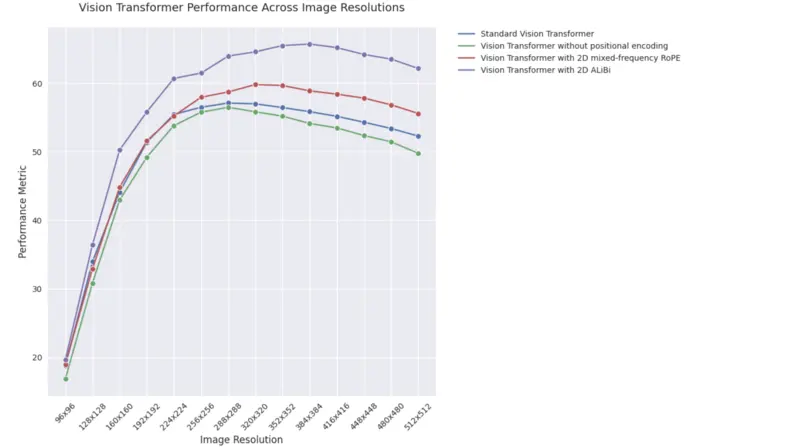 Vision Transformer Performance Across Image Resolutions
Standard Vision Transformer
Vision Transformer without positional encoding
Vision Transformer with 2D mixed-frequency RoPE
Vision Transformer with 2D ALiBi
Performance Metric
60
50
40
30
20
96x96
128x128
160x160
192x192
224x224
256x256
288x288
320x320
352x352
384x384
416x416
448x448
480x480
512x512
Image Resolution